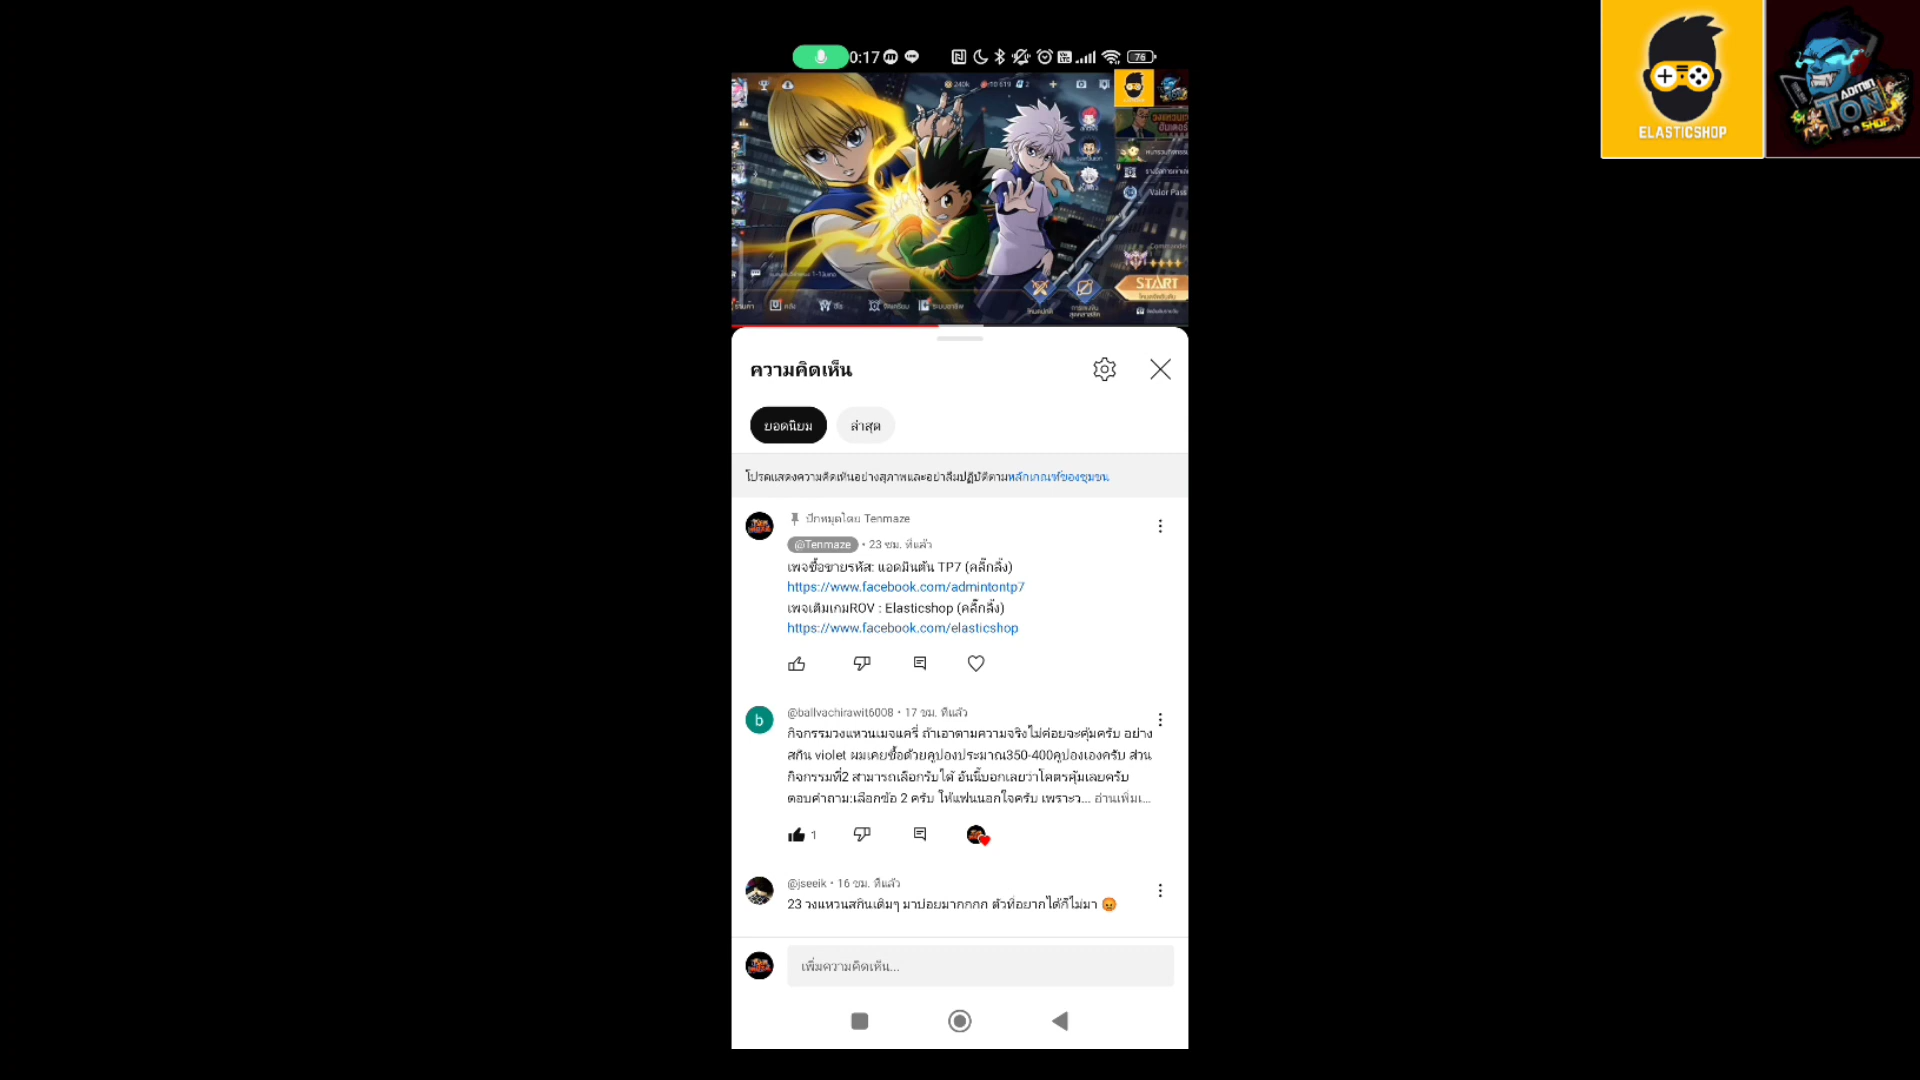 0:17
76
ELASTICSHOP
ADMIN
TON
SHOP
240k
10 619
2
Valor Pass
Commander
START
ความคิดเห็น
ยอดนิยม
ล่าสุด
โปรดแสดงความคิดเห็นอย่างสุภาพและอย่าลืมปฏิบัติตามหลักเกณฑ์ของชุมชน
ปักหมุดโดย Tenmaze
@Tenmaze • 23 ชม. ที่แล้ว
เพจซื้อขายรหัส: แอดมินต้น TP7 (คลิ๊กลิ้ง)
https://www.facebook.com/admintontp7
เพจเติมเกมROV : Elasticshop (คลิ๊กลิ้ง)
https://www.facebook.com/elasticshop
b
@ballvachirawit6008 • 17 ชม. ที่แล้ว
กิจกรรมวงแหวนเมจแครี่ ถ้าเอาตามความจริงไม่ค่อยจะคุ้มครับ อย่าง
สกิน violet ผมเคยซื้อด้วยคูปองประมาณ350-400คูปองเองครับ ส่วน
กิจกรรมที่2 สามารถเลือกรับได้ อันนี้บอกเลยว่าโคตรคุ้มเลยครับ
ตอบคำถาม:เลือกข้อ 2 ครับ ให้แฟนนอกใจครับ เพราะว... อ่านเพิ่มเ...
1
@jseeik • 16 ชม. ที่แล้ว
23 วงแหวนสกินเดิมๆ มาบ่อยมากกกก ตัวที่อยากได้ก็ไม่มา 😡
เพิ่มความคิดเห็น...